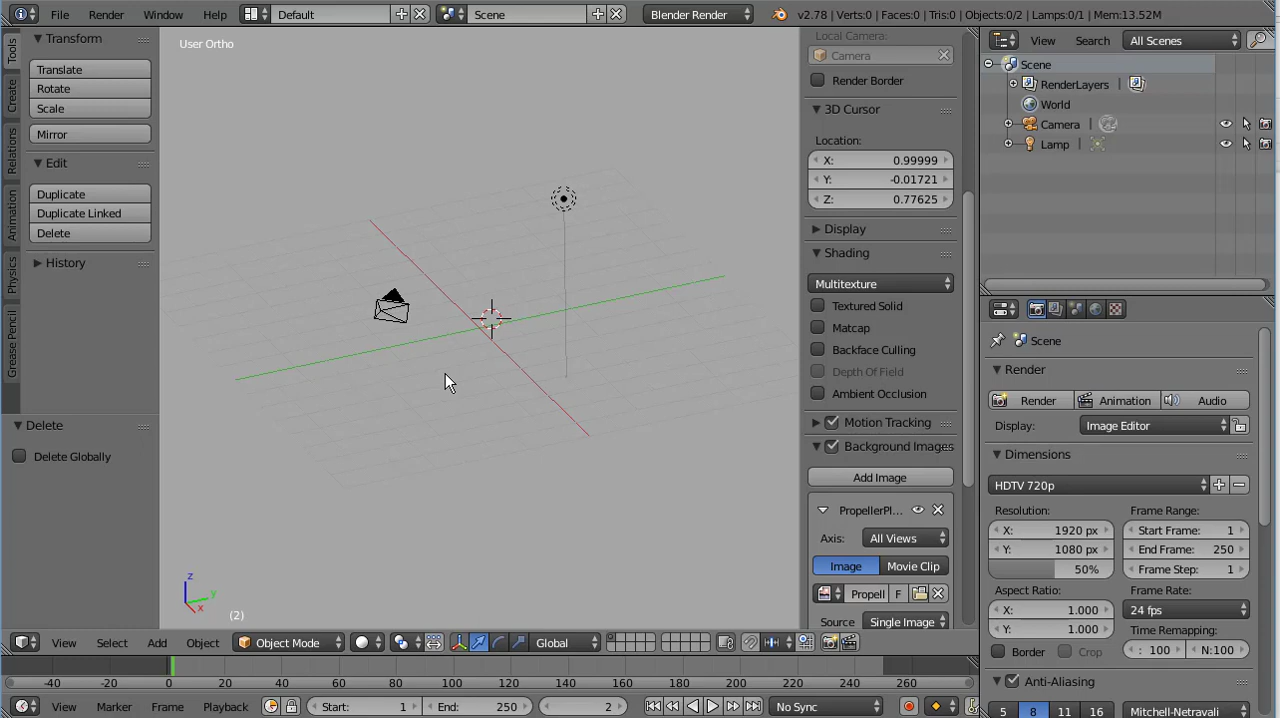 File Render Window Help Default Scene Blender Render v2.78 | Verts:0 | Faces:0 | Tris:0 | Objects:0/2 | Lamps:0/1 | Mem:13.52M
Tools
Create
Relations
Animation
Physics
Grease Pencil
Transform
Translate
Rotate
Scale
Mirror
Edit
Duplicate
Duplicate Linked
Delete
History
Delete
Delete Globally
User Ortho
z
y
x
(2)
Local Camera:
Camera
Render Border
3D Cursor
Location:
X: 0.99999
Y: -0.01721
Z: 0.77625
Display
Shading
Multitexture
Textured Solid
Matcap
Backface Culling
Depth Of Field
Ambient Occlusion
Motion Tracking
Background Images
Add Image
PropellerPl...
Axis: All Views
Image Movie Clip
Propell F
Source Single Image
View Select Add Object Object Mode Global
-40 -20 0 20 40 60 80 100 120 140 160 180 200 220 240 260
View Marker Frame Playback Start: 1 End: 250 2 No Sync
View Search All Scenes
Scene
RenderLayers |
World
Camera |
Lamp |
Scene
Render
Render Animation Audio
Display: Image Editor
Dimensions
HDTV 720p
Resolution: Frame Range:
X: 1920 px Start Frame: 1
Y: 1080 px End Frame: 250
50% Frame Step: 1
Aspect Ratio: Frame Rate:
X: 1.000 24 fps
Y: 1.000 Time Remapping:
Border Crop : 100 N:100
Anti-Aliasing
5 8 11 16 Mitchell-Netravali